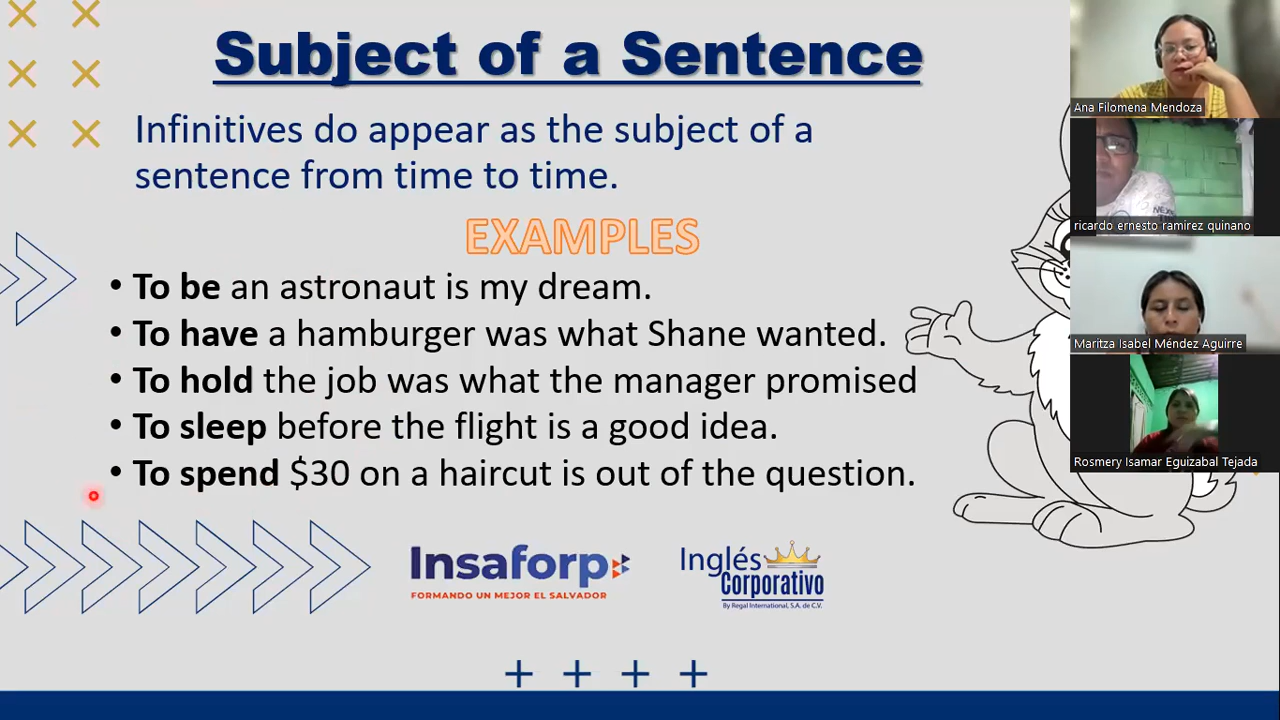 Subject of a Sentence
Infinitives do appear as the subject of a
sentence from time to time.
EXAMPLES
• To be an astronaut is my dream.
• To have a hamburger was what Shane wanted.
• To hold the job was what the manager promised
• To sleep before the flight is a good idea.
• To spend $30 on a haircut is out of the question.
Insaforp
FORMANDO UN MEJOR EL SALVADOR
Inglés
Corporativo
By Regal International, S.A. de C.V.
Ana Filomena Mendoza
ricardo ernesto ramirez quinano
Maritza Isabel Méndez Aguirre
Rosmery Isamar Eguizabal Tejada